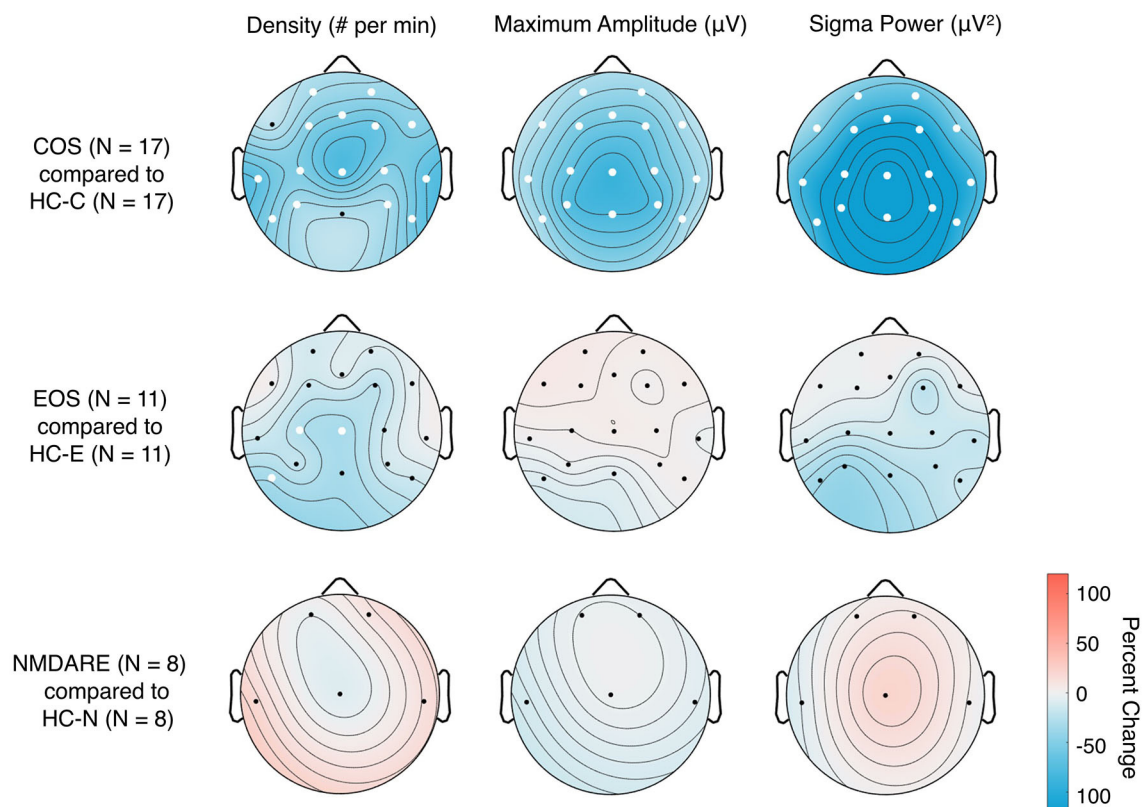 Density (# per min)
Maximum Amplitude (µV)
Sigma Power (µV²)
COS (N = 17)
compared to
HC-C (N = 17)
EOS (N = 11)
compared to
HC-E (N = 11)
NMDARE (N = 8)
compared to
HC-N (N = 8)
100
50
0
-50
100
Percent Change